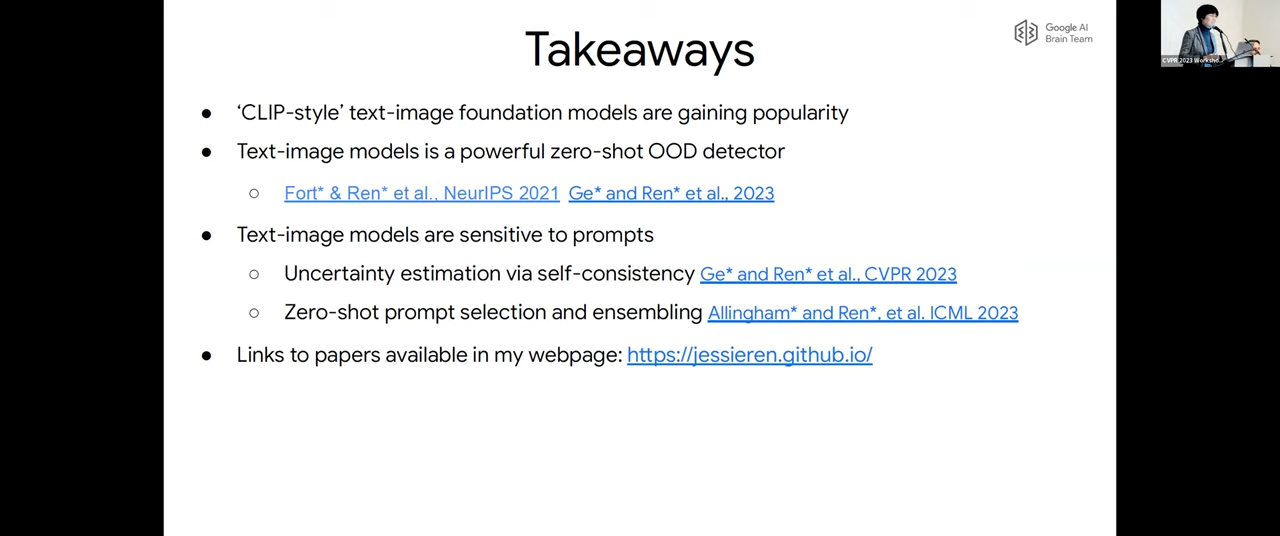 Takeaways
Google AI
Brain Team
● 'CLIP-style' text-image foundation models are gaining popularity
● Text-image models is a powerful zero-shot OOD detector
○ Fort* & Ren* et al., NeurIPS 2021 Ge* and Ren* et al., 2023
● Text-image models are sensitive to prompts
○ Uncertainty estimation via self-consistency Ge* and Ren* et al., CVPR 2023
○ Zero-shot prompt selection and ensembling Allingham* and Ren*, et al. ICML 2023
● Links to papers available in my webpage: https://jessieren.github.io/
CVPR 2023 Worksho...